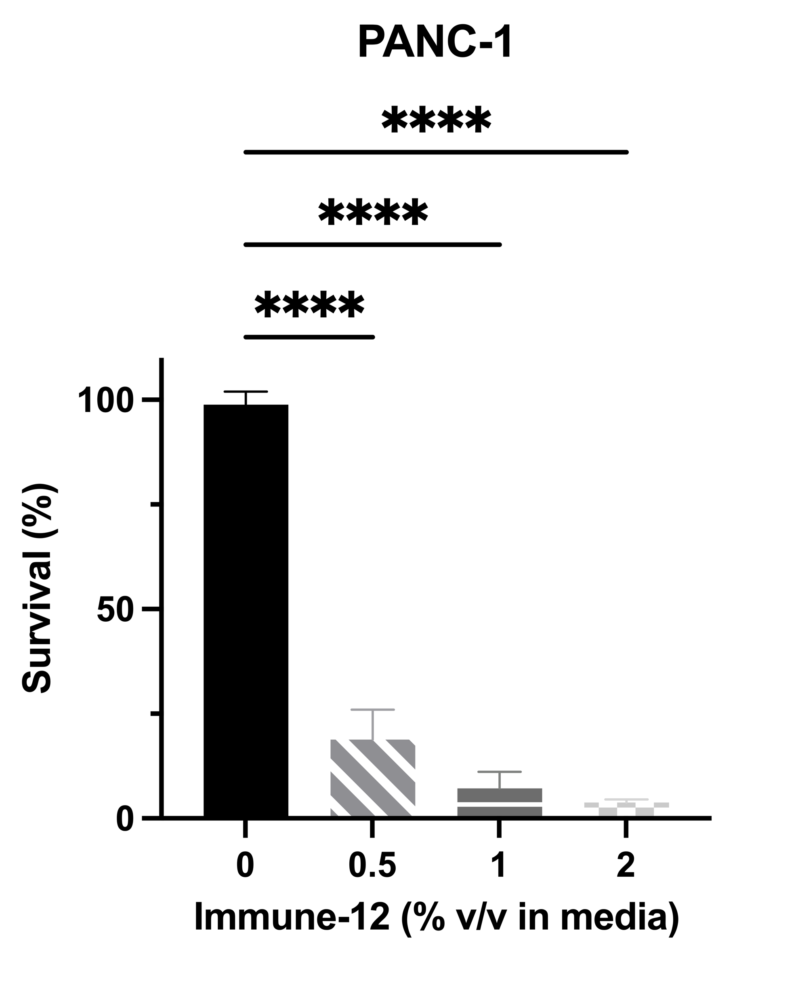 PANC-1
****
****
****
100
50
0
Survival (%)
0 0.5 1 2
Immune-12 (% v/v in media)